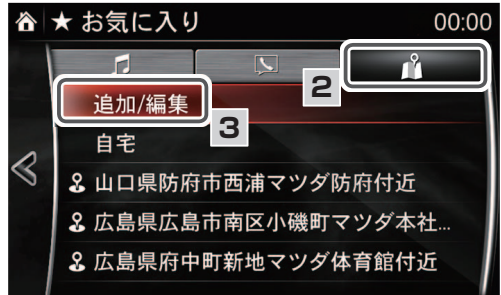 ★ お気に入り 00:00
2
追加/編集
3
自宅
山口県防府市西浦マツダ防府付近
広島県広島市南区小磯町マツダ本社...
広島県府中町新地マツダ体育館付近